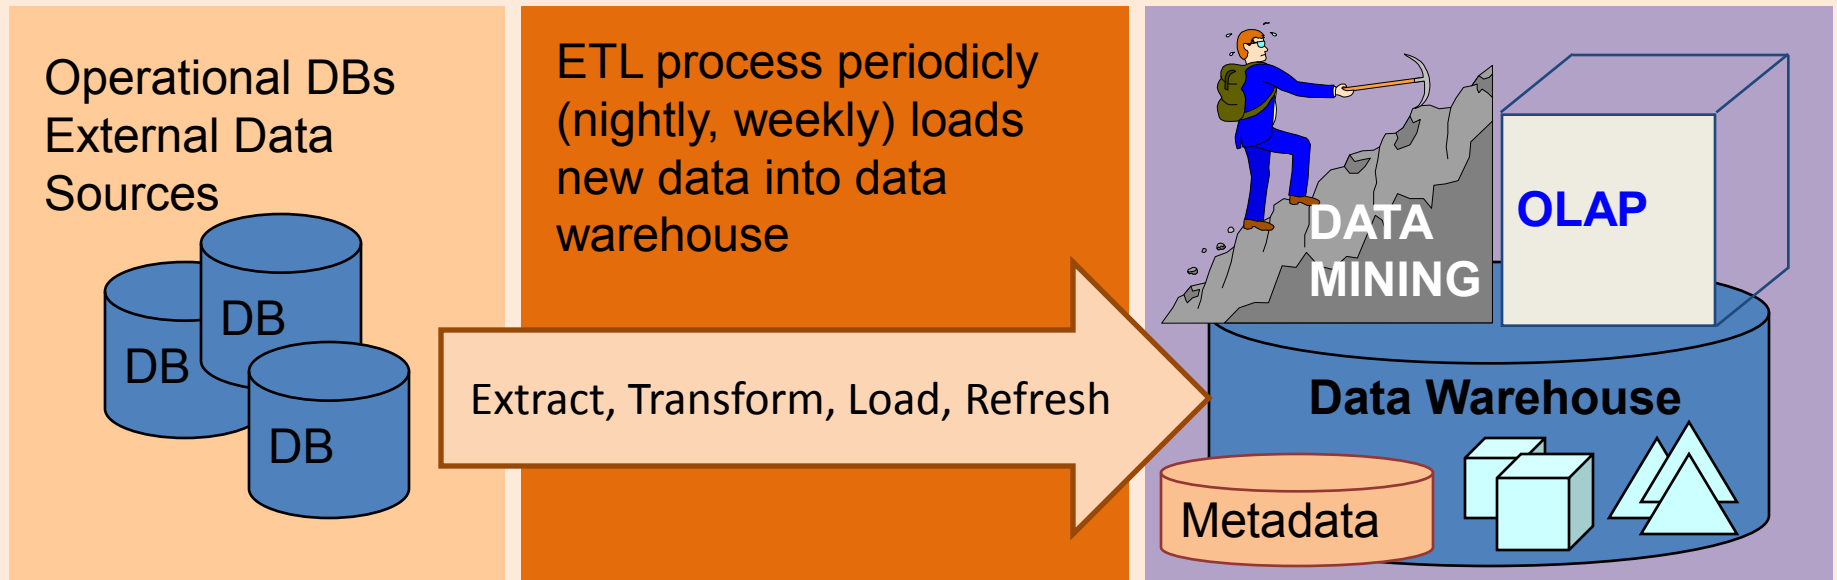 Operational DBs
External Data
Sources
DB
DB
DB
ETL process periodicly
(nightly, weekly) loads
new data into data
warehouse
Extract, Transform, Load, Refresh
DATA
MINING
OLAP
Data Warehouse
Metadata